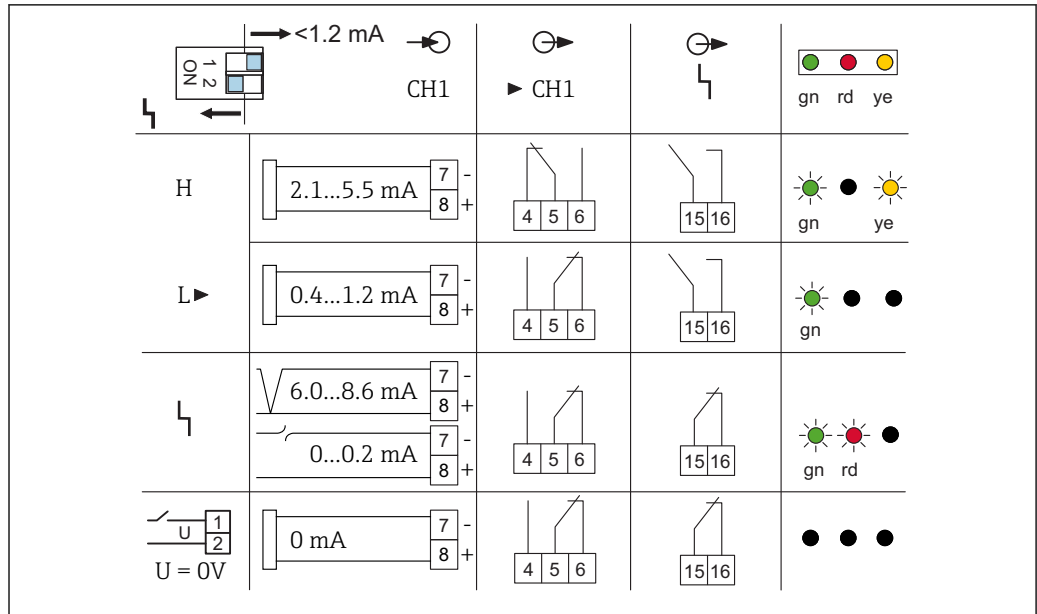 <1.2 mA
1 2
ON
CH1
► CH1
gn rd ye
H
2.1...5.5 mA
7 -
8 +
4 5 6
15 16
gn ye
L►
0.4...1.2 mA
7 -
8 +
4 5 6
15 16
gn
6.0...8.6 mA
7 -
8 +
0...0.2 mA
7 -
8 +
4 5 6
15 16
gn rd
U
1
2
U = 0V
0 mA
7 -
8 +
4 5 6
15 16